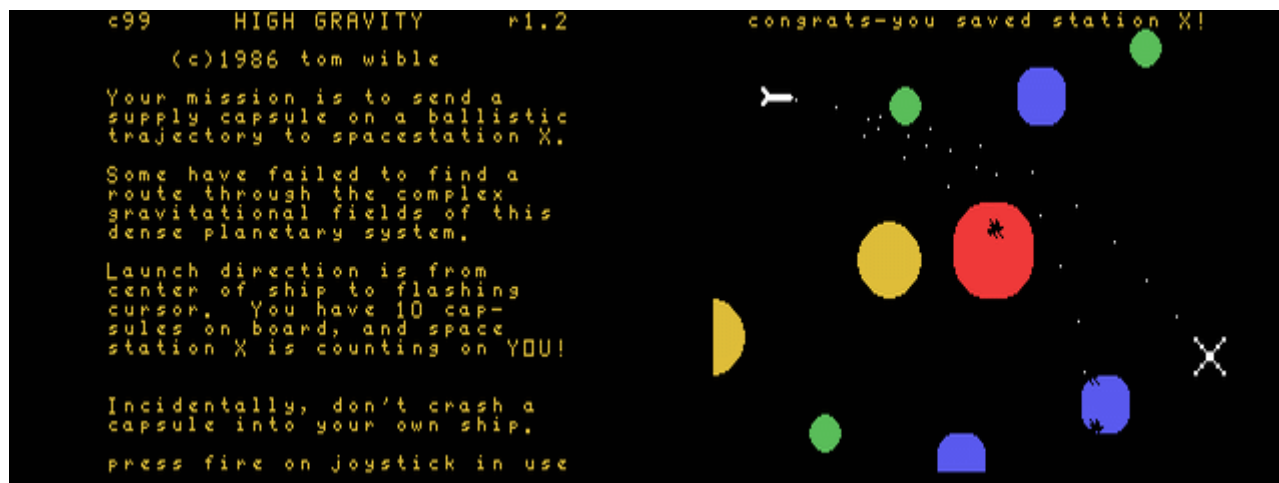 c99 HIGH GRAVITY r1.2
(c)1986 tom wible
Your mission is to send a
supply capsule on a ballistic
trajectory to spacestation X.
Some have failed to find a
route through the complex
gravitational fields of this
dense planetary system.
Launch direction is from
center of ship to flashing
cursor. You have 10 cap-
sules on board, and space
station X is counting on YOU!
Incidentally, don't crash a
capsule into your own ship.
press fire on joystick in use
congrats-you saved station X!